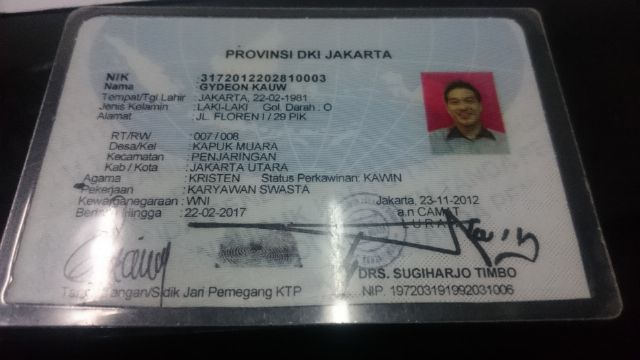 PROVINSI DKI JAKARTA
NIK : 3172012202810003
Nama : GYDEON KAUW
Tempat/Tgl Lahir : JAKARTA, 22-02-1981
Jenis Kelamin : LAKI-LAKI Gol. Darah : O
Alamat : JL. FLOREN I / 29 PIK
RT/RW : 007 / 008
Desa/Kel : KAPUK MUARA
Kecamatan : PENJARINGAN
Kab / Kota : JAKARTA UTARA
Agama : KRISTEN Status Perkawinan: KAWIN
Pekerjaan : KARYAWAN SWASTA
Kewarganegaraan : WNI Jakarta, 23-11-2012
Hingga : 22-02-2017 a.n CAMAT
LURAH
DRS. SUGIHARJO TIMBO
Tangan/Sidik Jari Pemegang KTP NIP. 197203191992031006